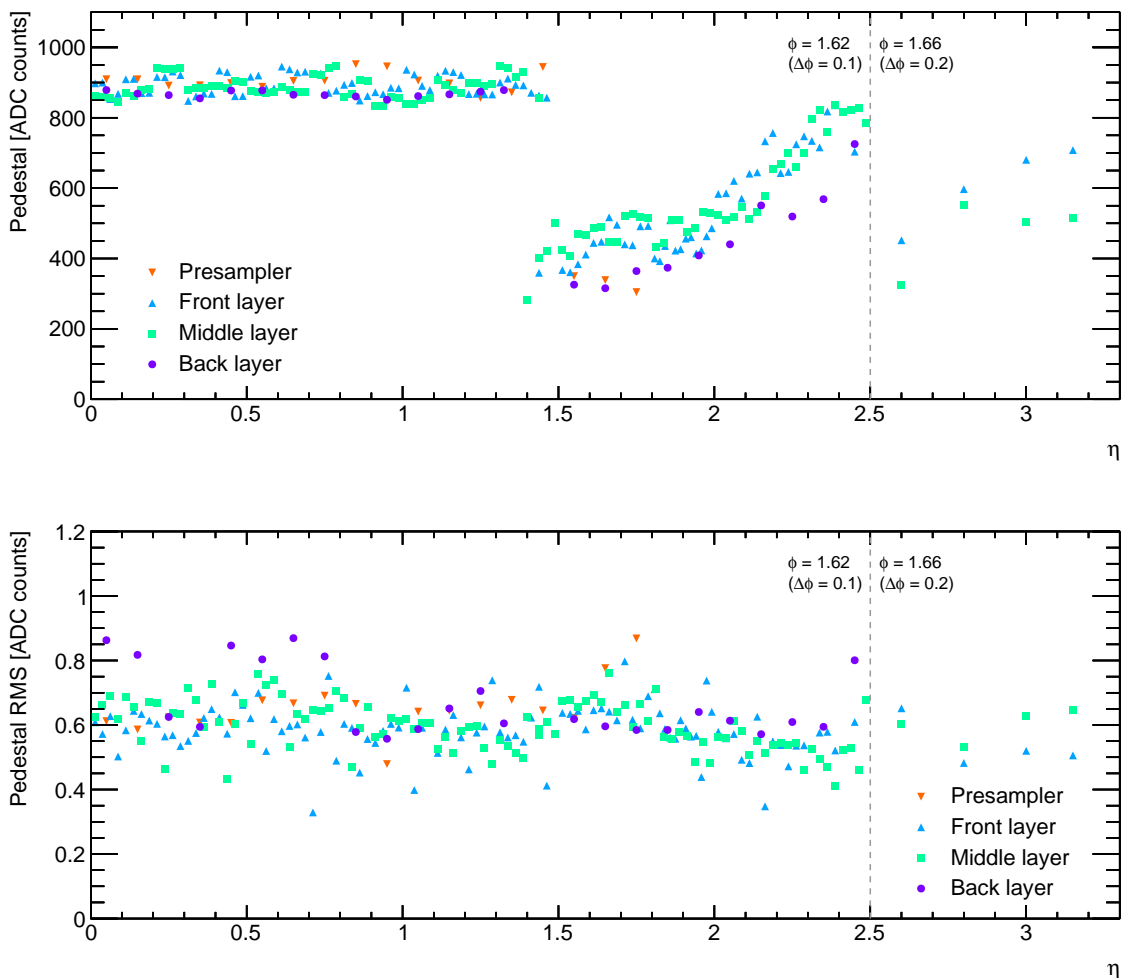 Pedestal [ADC counts]
1000
800
600
400
200
0
ϕ = 1.62
(Δϕ = 0.1)
ϕ = 1.66
(Δϕ = 0.2)
Presampler
Front layer
Middle layer
Back layer
0 0.5 1 1.5 2 2.5 3
η
Pedestal RMS [ADC counts]
1.2
1
0.8
0.6
0.4
0.2
0
ϕ = 1.62
(Δϕ = 0.1)
ϕ = 1.66
(Δϕ = 0.2)
Presampler
Front layer
Middle layer
Back layer
0 0.5 1 1.5 2 2.5 3
η